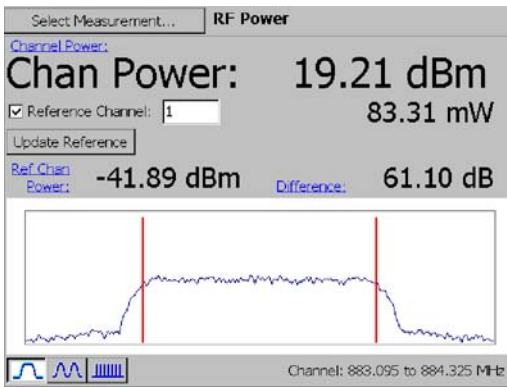 Select Measurement... RF Power
Channel Power:
Chan Power: 19.21 dBm
Reference Channel: 1 83.31 mW
Update Reference
Ref Chan Power: -41.89 dBm Difference: 61.10 dB
Channel: 883.095 to 884.325 MHz